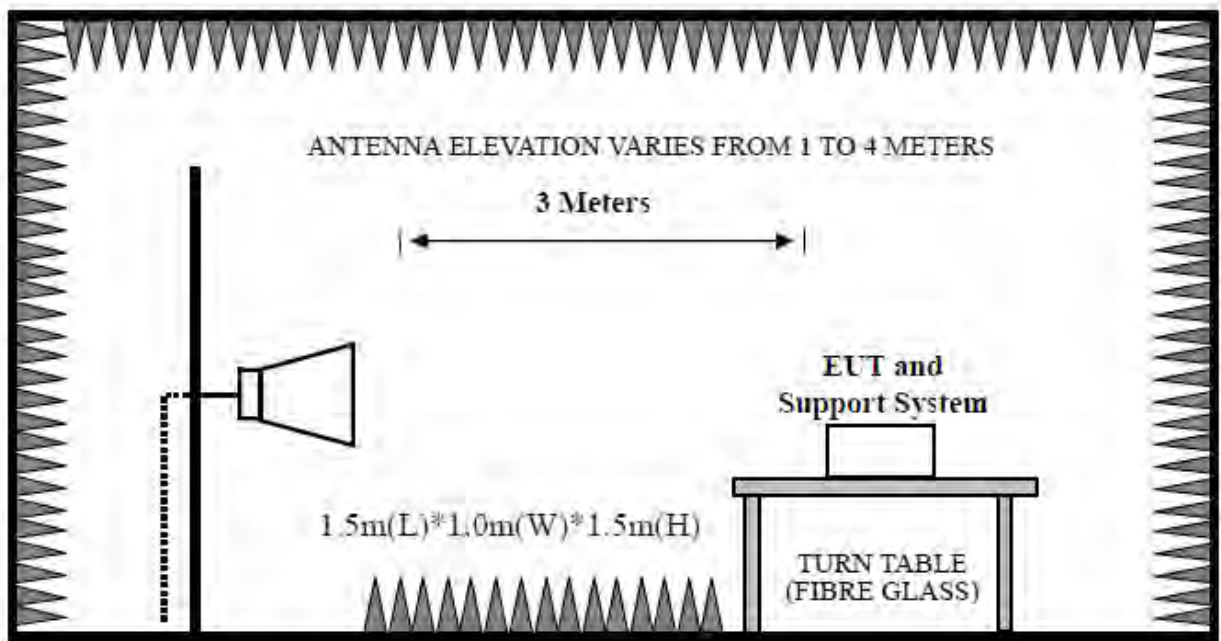 ANTENNA ELEVATION VARIES FROM 1 TO 4 METERS
3 Meters
EUT and
Support System
1.5m(L)*1.0m(W)*1.5m(H)
TURN TABLE
(FIBRE GLASS)